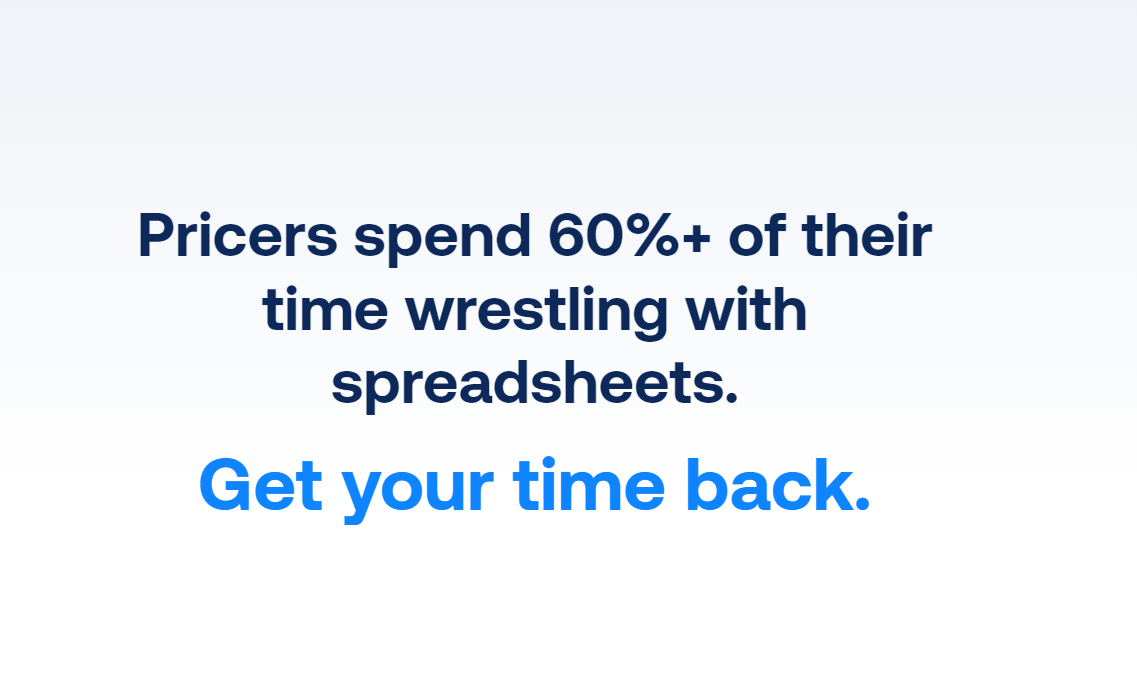 Pricers spend 60%+ of their
time wrestling with
spreadsheets.
Get your time back.